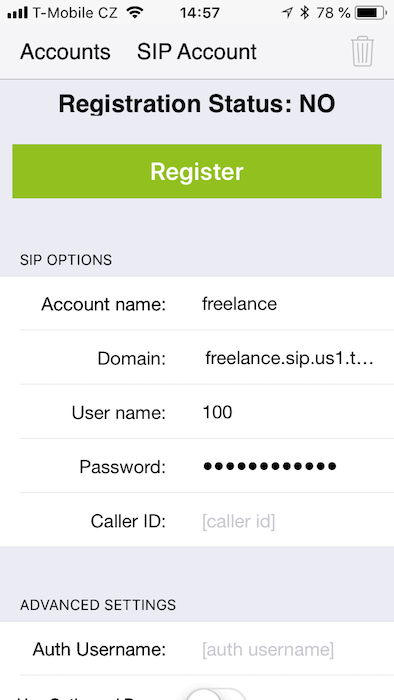 T-Mobile CZ 14:57 78 %
Accounts SIP Account
Registration Status: NO
Register
SIP OPTIONS
Account name: freelance
Domain: freelance.sip.us1.t...
User name: 100
Password: ●●●●●●●●●●●●
Caller ID: [caller id]
ADVANCED SETTINGS
Auth Username: [auth username]